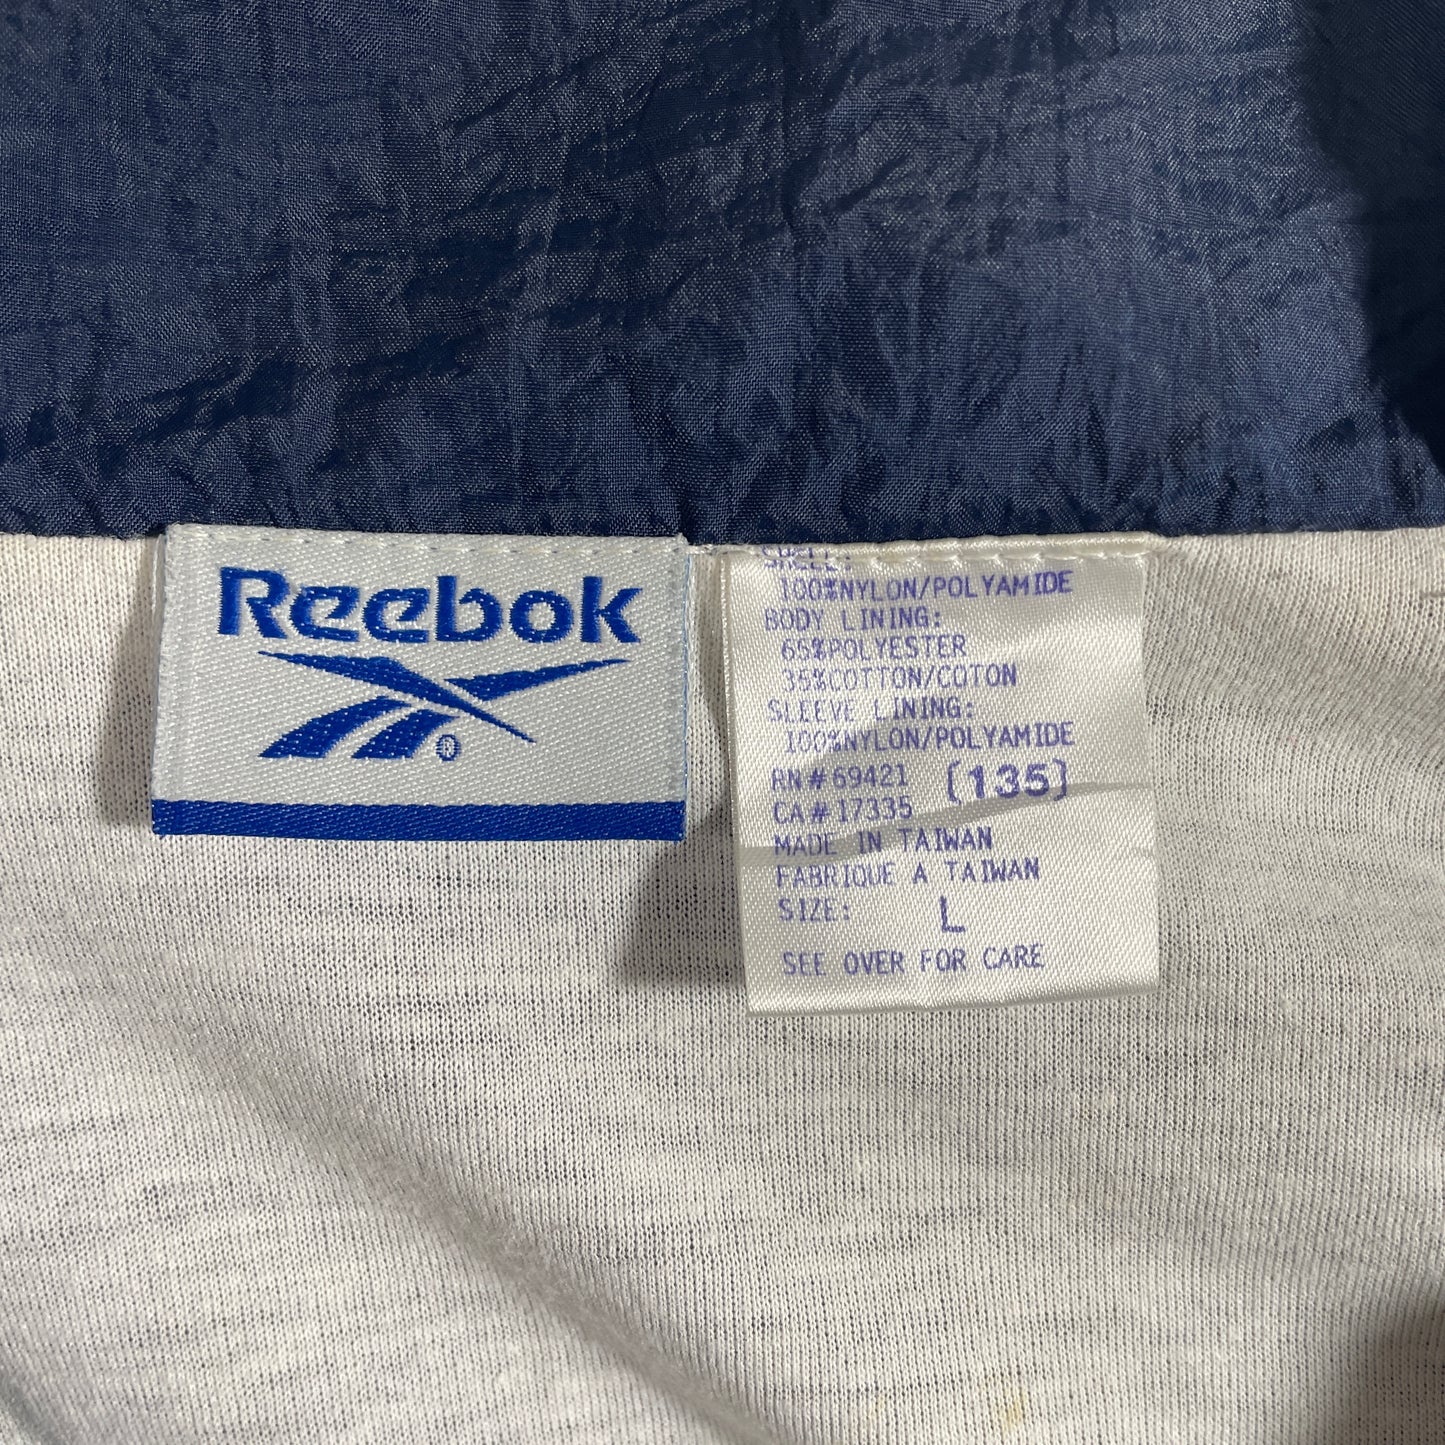 Reebok
®
SHELL:
100%NYLON/POLYAMIDE
BODY LINING:
65%POLYESTER
35%COTTON/COTON
SLEEVE LINING:
100%NYLON/POLYAMIDE
RN#69421 [135]
CA#17335
MADE IN TAIWAN
FABRIQUE A TAIWAN
SIZE: L
SEE OVER FOR CARE